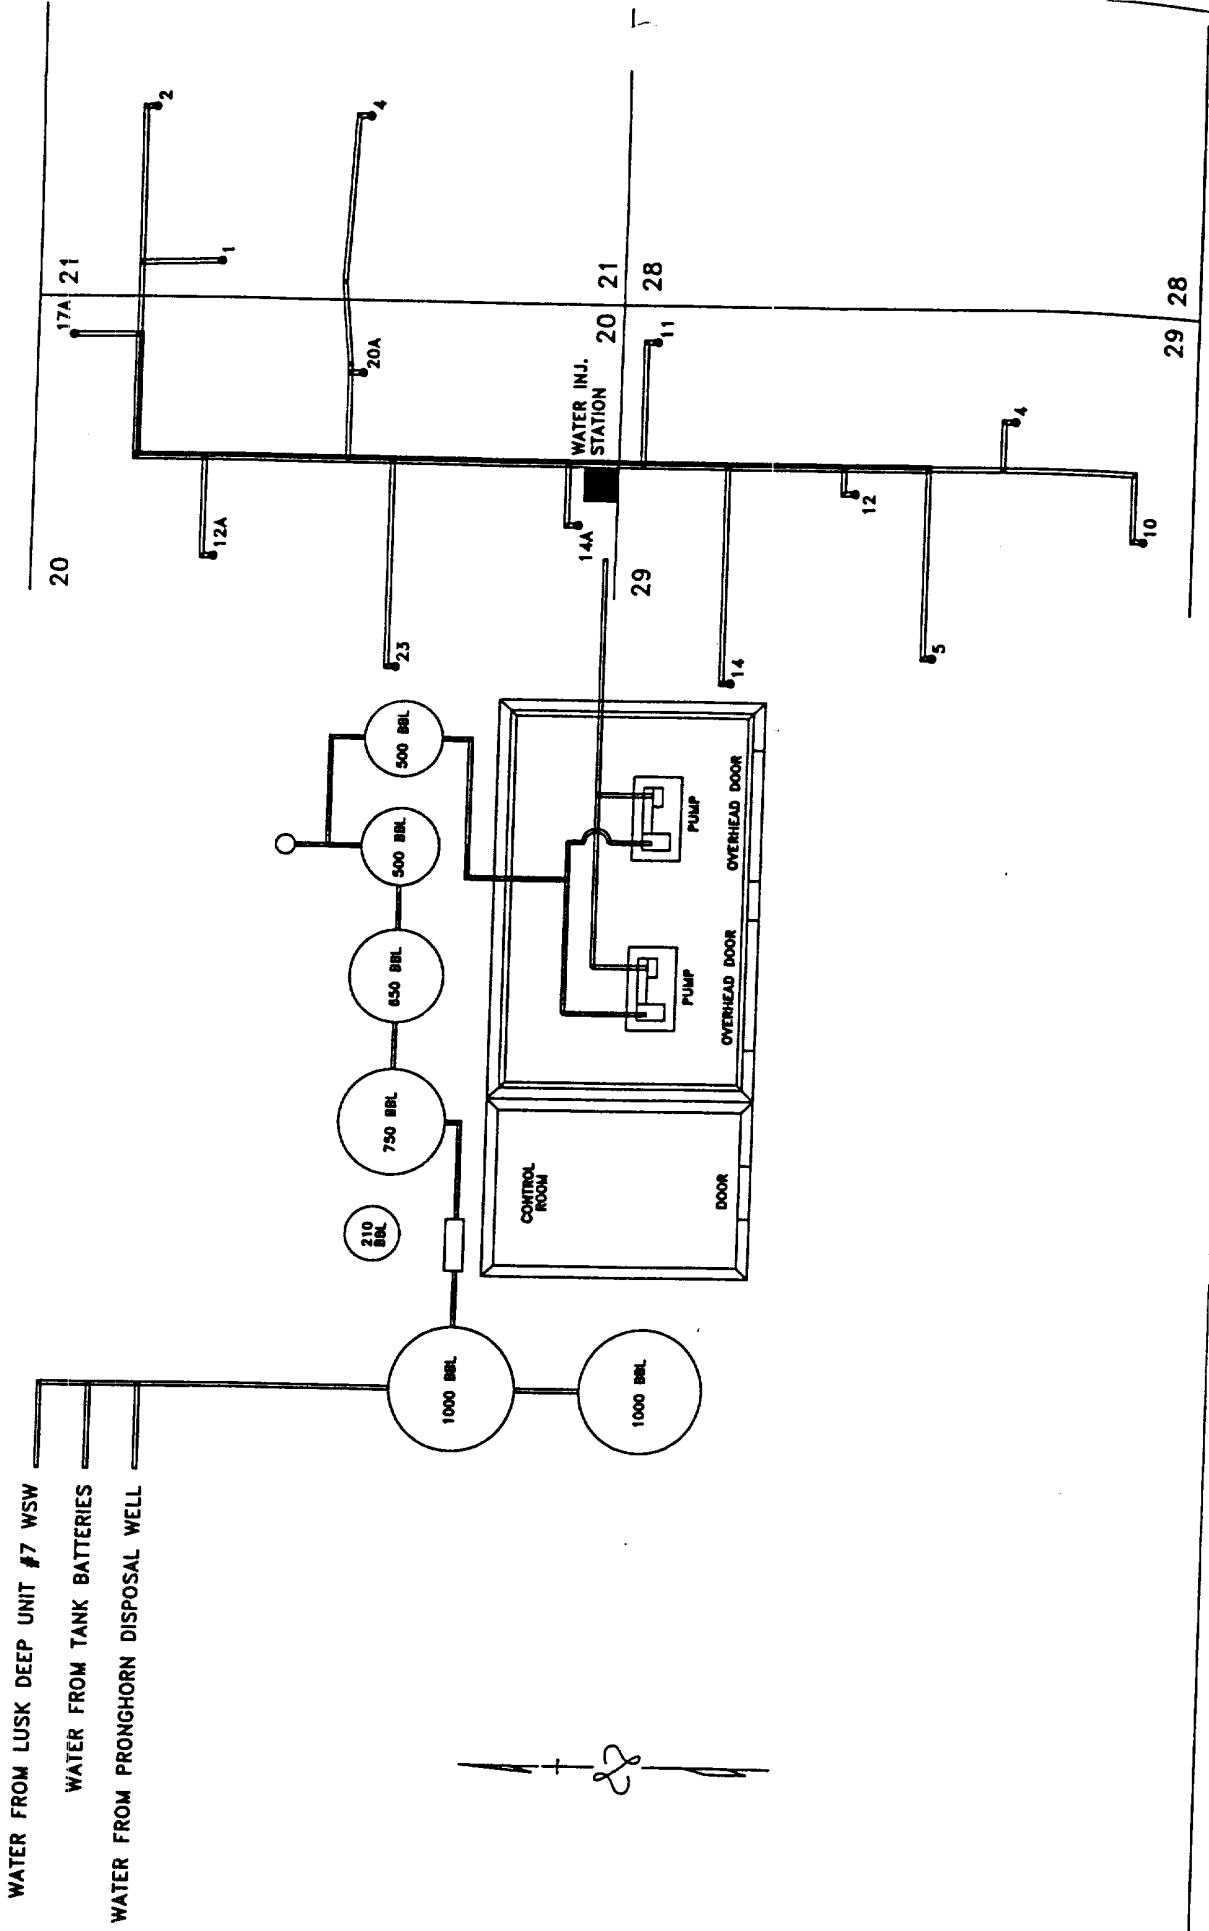 WATER FROM LUSK DEEP UNIT #7 WSW
WATER FROM TANK BATTERIES
WATER FROM PRONGHORN DISPOSAL WELL
1000 BBL
1000 BBL
210
BBL
750 BBL
650 BBL
500 BBL
500 BBL
CONTROL
ROOM
DOOR
PUMP
PUMP
OVERHEAD DOOR
OVERHEAD DOOR
20
21
17A
2
1
4
20A
12A
23
14A
WATER INJ.
STATION
20
21
29
28
11
14
12
5
4
10
29
28